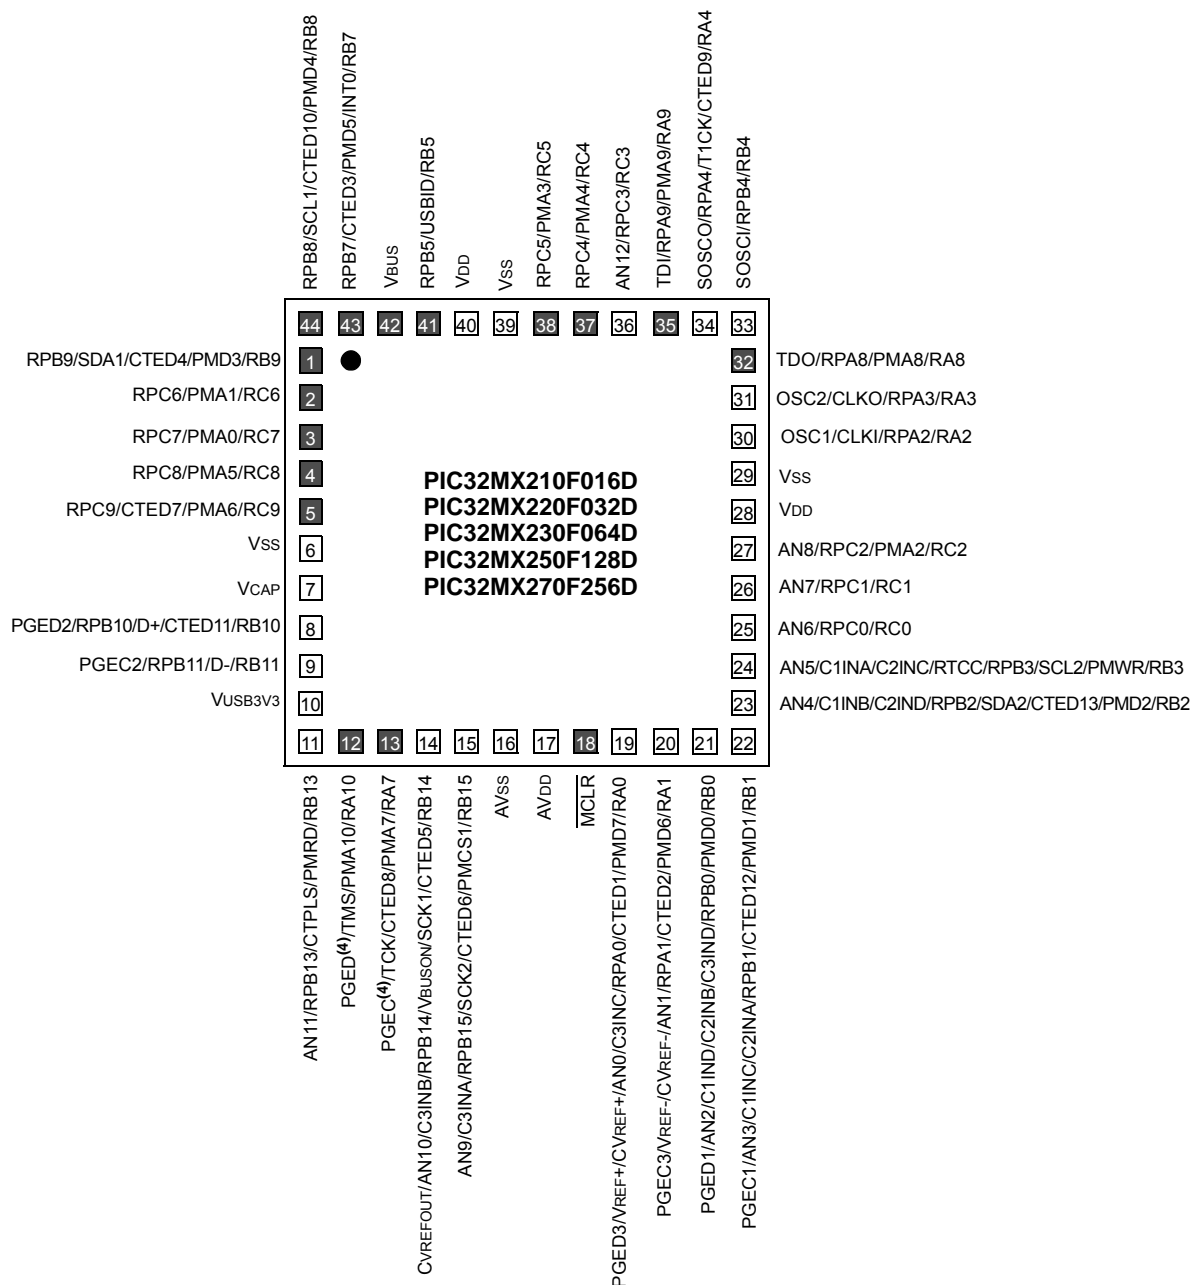 RPB8/SCL1/CTED10/PMD4/RB8
RPB7/CTED3/PMD5/INT0/RB7
VBUS
RPB5/USBID/RB5
VDD
VSS
RPC5/PMA3/RC5
RPC4/PMA4/RC4
AN12/RPC3/RC3
TDI/RPA9/PMA9/RA9
SOSCO/RPA4/T1CK/CTED9/RA4
SOSCI/RPB4/RB4
44 43 42 41 40 39 38 37 36 35 34 33
RPB9/SDA1/CTED4/PMD3/RB9 1
RPC6/PMA1/RC6 2
RPC7/PMA0/RC7 3
RPC8/PMA5/RC8 4
RPC9/CTED7/PMA6/RC9 5
VSS 6
VCAP 7
PGED2/RPB10/D+/CTED11/RB10 8
PGEC2/RPB11/D-/RB11 9
VUSB3V3 10
PIC32MX210F016D
PIC32MX220F032D
PIC32MX230F064D
PIC32MX250F128D
PIC32MX270F256D
32 TDO/RPA8/PMA8/RA8
31 OSC2/CLKO/RPA3/RA3
30 OSC1/CLKI/RPA2/RA2
29 VSS
28 VDD
27 AN8/RPC2/PMA2/RC2
26 AN7/RPC1/RC1
25 AN6/RPC0/RC0
24 AN5/C1INA/C2INC/RTCC/RPB3/SCL2/PMWR/RB3
23 AN4/C1INB/C2IND/RPB2/SDA2/CTED13/PMD2/RB2
11 12 13 14 15 16 17 18 19 20 21 22
AN11/RPB13/CTPLS/PMRD/RB13
PGED(4)/TMS/PMA10/RA10
PGEC(4)/TCK/CTED8/PMA7/RA7
CVREFOUT/AN10/C3INB/RPB14/VBUSON/SCK1/CTED5/RB14
AN9/C3INA/RPB15/SCK2/CTED6/PMCS1/RB15
AVSS
AVDD
MCLR
PGED3/VREF+/CVREF+/AN0/C3INC/RPA0/CTED1/PMD7/RA0
PGEC3/VREF-/CVREF-/AN1/RPA1/CTED2/PMD6/RA1
PGED1/AN2/C1IND/C2INB/C3IND/RPB0/PMD0/RB0
PGEC1/AN3/C1INC/C2INA/RPB1/CTED12/PMD1/RB1